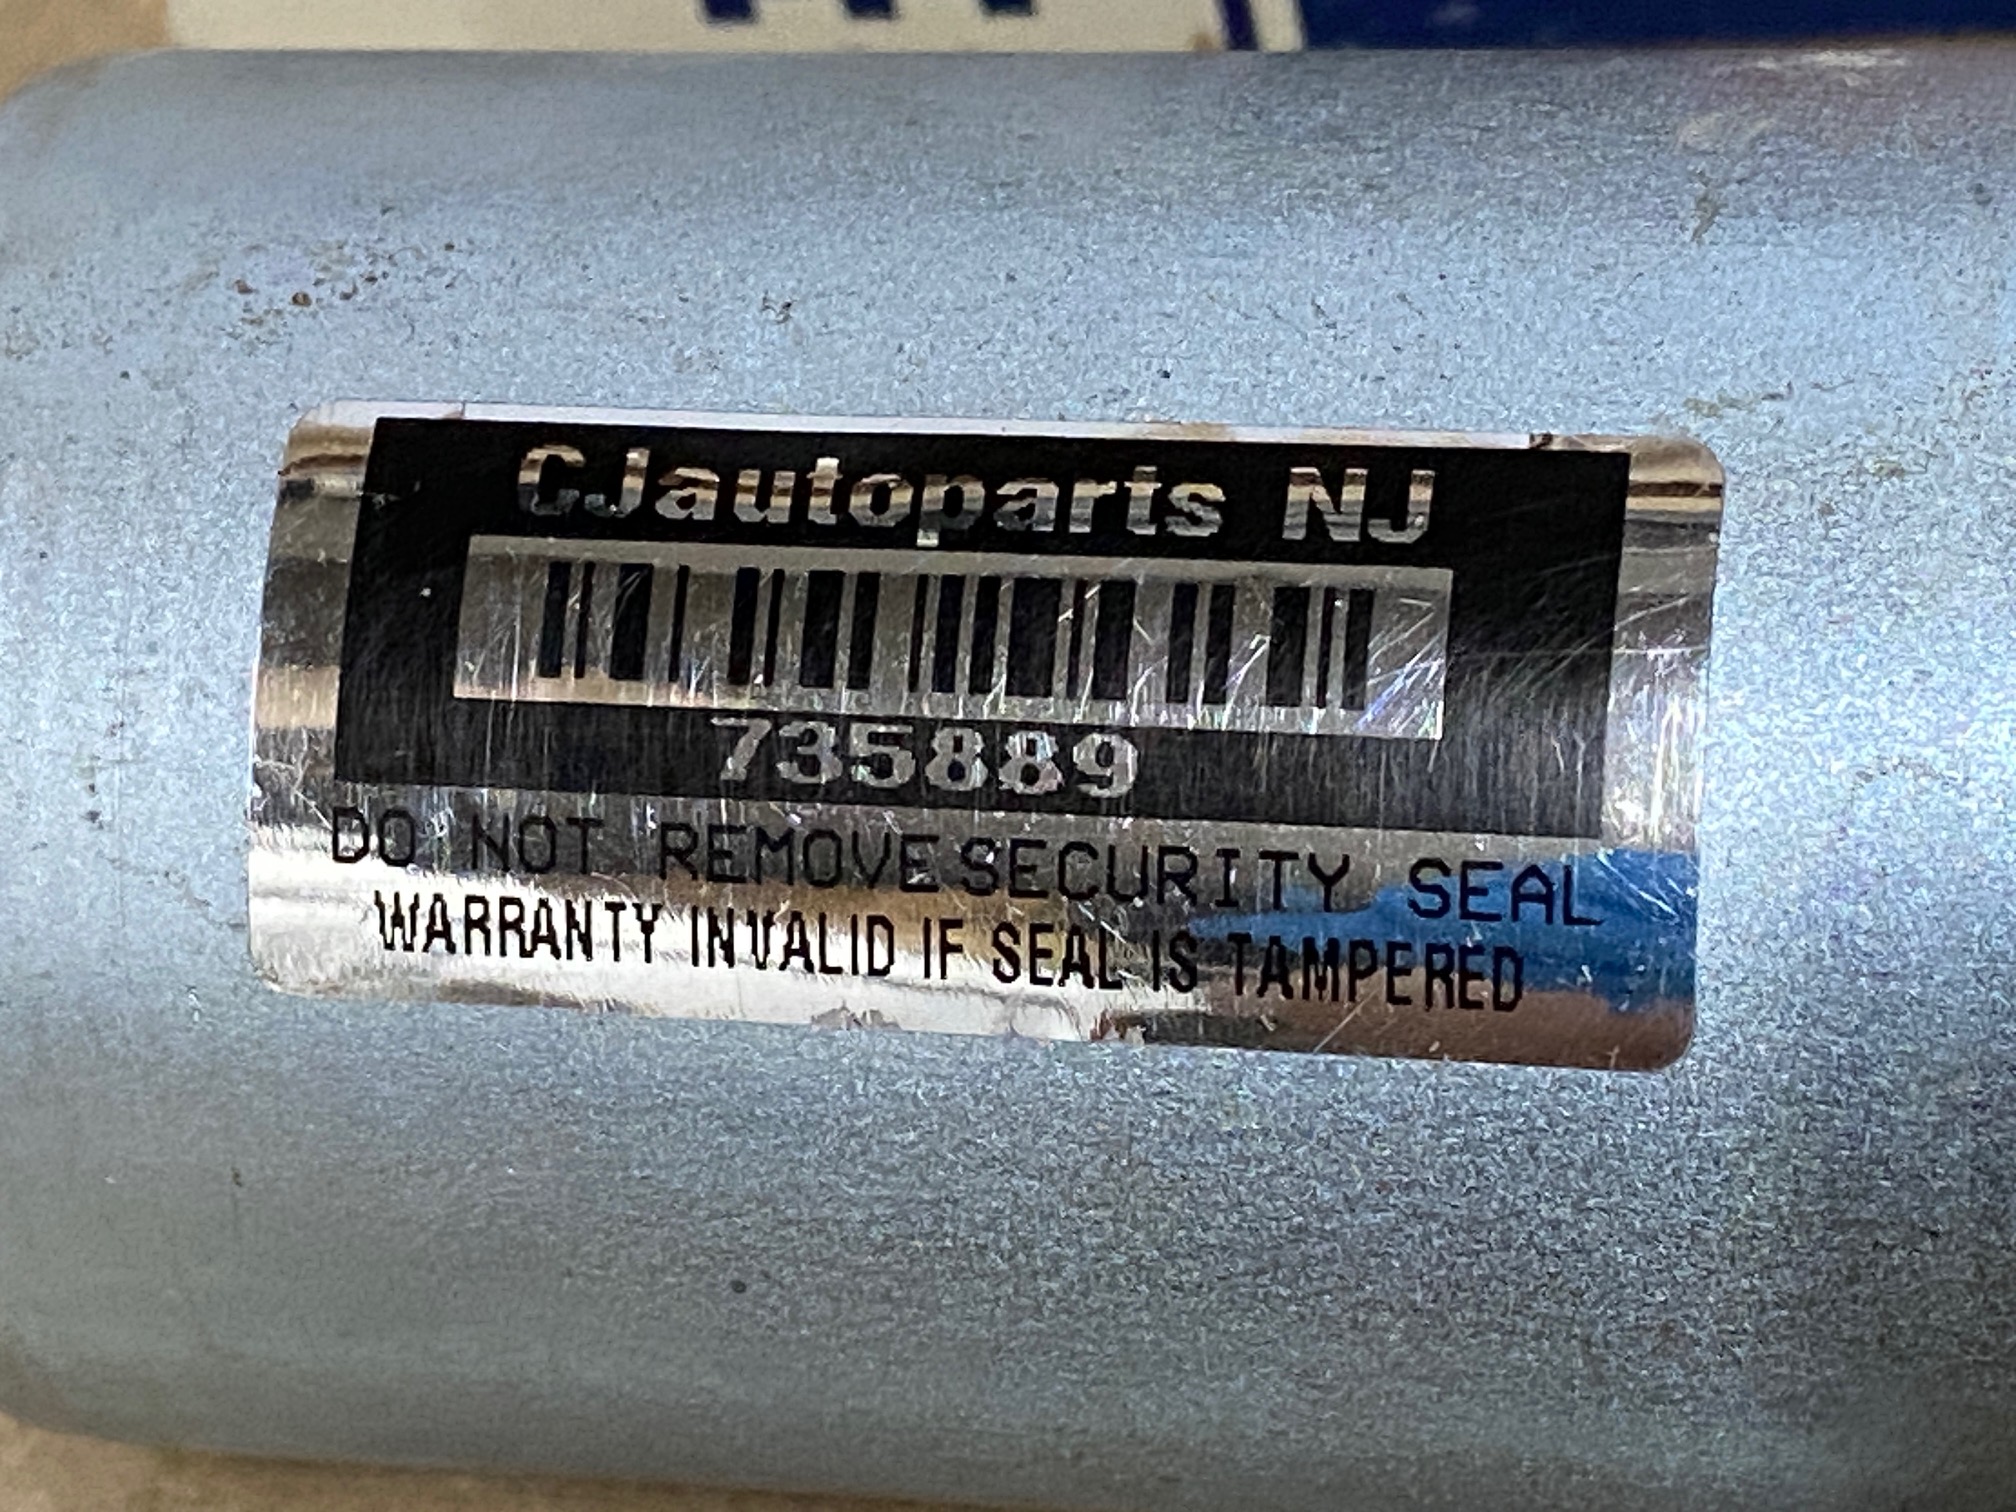 CJautoparts NJ
735889
DO NOT REMOVE SECURITY SEAL
WARRANTY INVALID IF SEAL IS TAMPERED